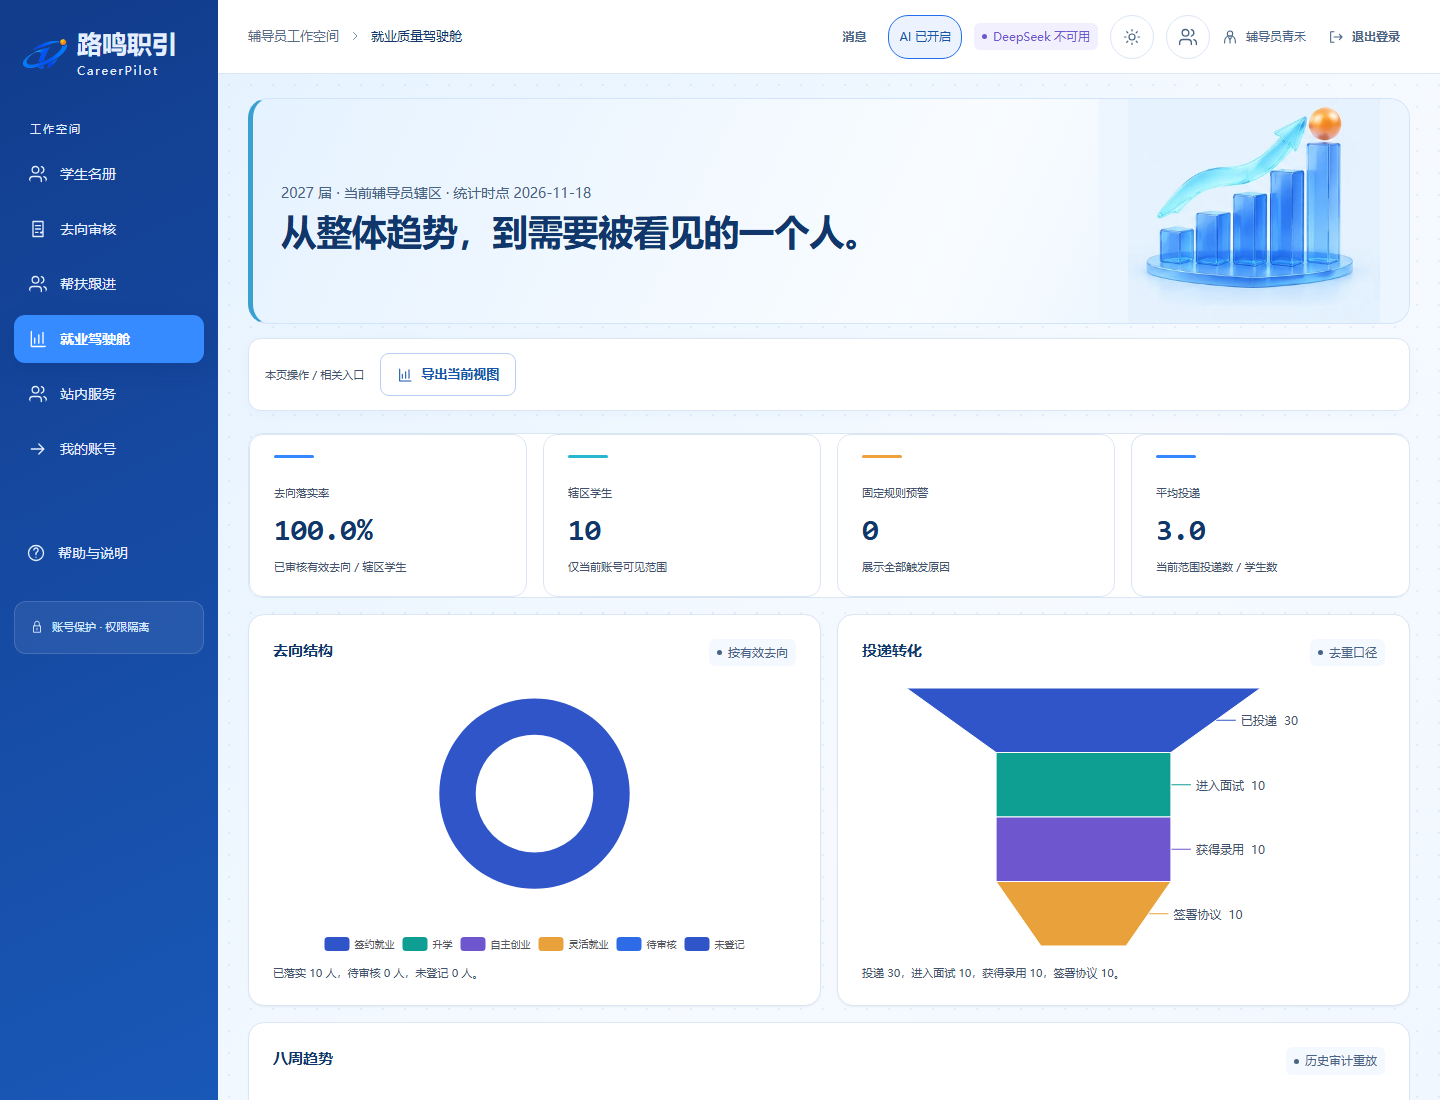 路鸣职引
CareerPilot
工作空间
学生名册
去向审核
帮扶跟进
就业驾驶舱
站内服务
我的账号
帮助与说明
账号保护 · 权限隔离
辅导员工作空间 > 就业质量驾驶舱
消息
AI 已开启
DeepSeek 不可用
辅导员青禾
退出登录
2027 届 · 当前辅导员辖区 · 统计时点 2026-11-18
从整体趋势，到需要被看见的一个人。
本页操作 / 相关入口
导出当前视图
去向落实率
100.0%
已审核有效去向 / 辖区学生
辖区学生
10
仅当前账号可见范围
固定规则预警
0
展示全部触发原因
平均投递
3.0
当前范围投递数 / 学生数
去向结构
按有效去向
签约就业 升学 自主创业 灵活就业 待审核 未登记
已落实 10 人，待审核 0 人，未登记 0 人。
投递转化
去重口径
已投递 30
进入面试 10
获得录用 10
签署协议 10
投递 30，进入面试 10，获得录用 10，签署协议 10。
八周趋势
历史审计重放